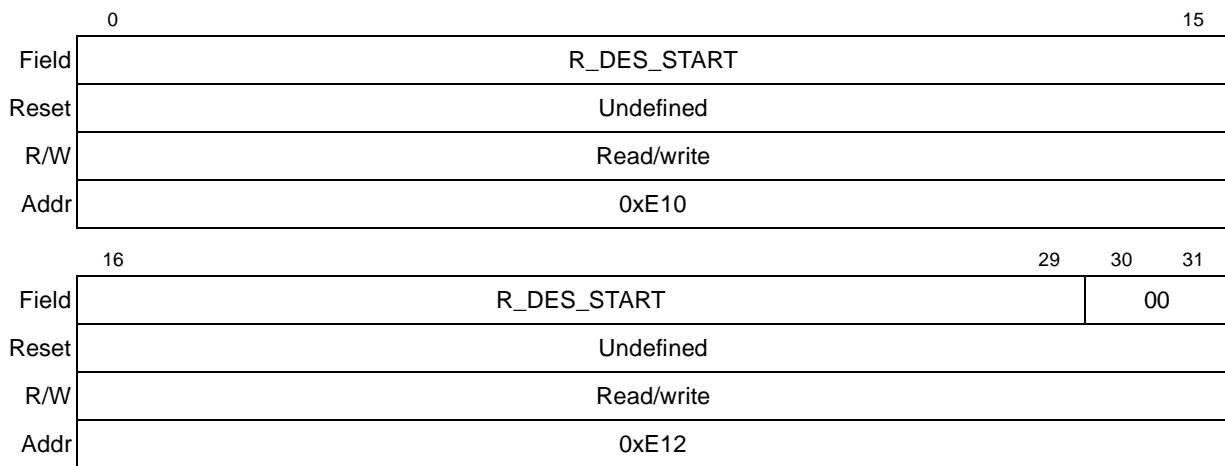 0 15
Field R_DES_START
Reset Undefined
R/W Read/write
Addr 0xE10
16 29 30 31
Field R_DES_START 00
Reset Undefined
R/W Read/write
Addr 0xE12